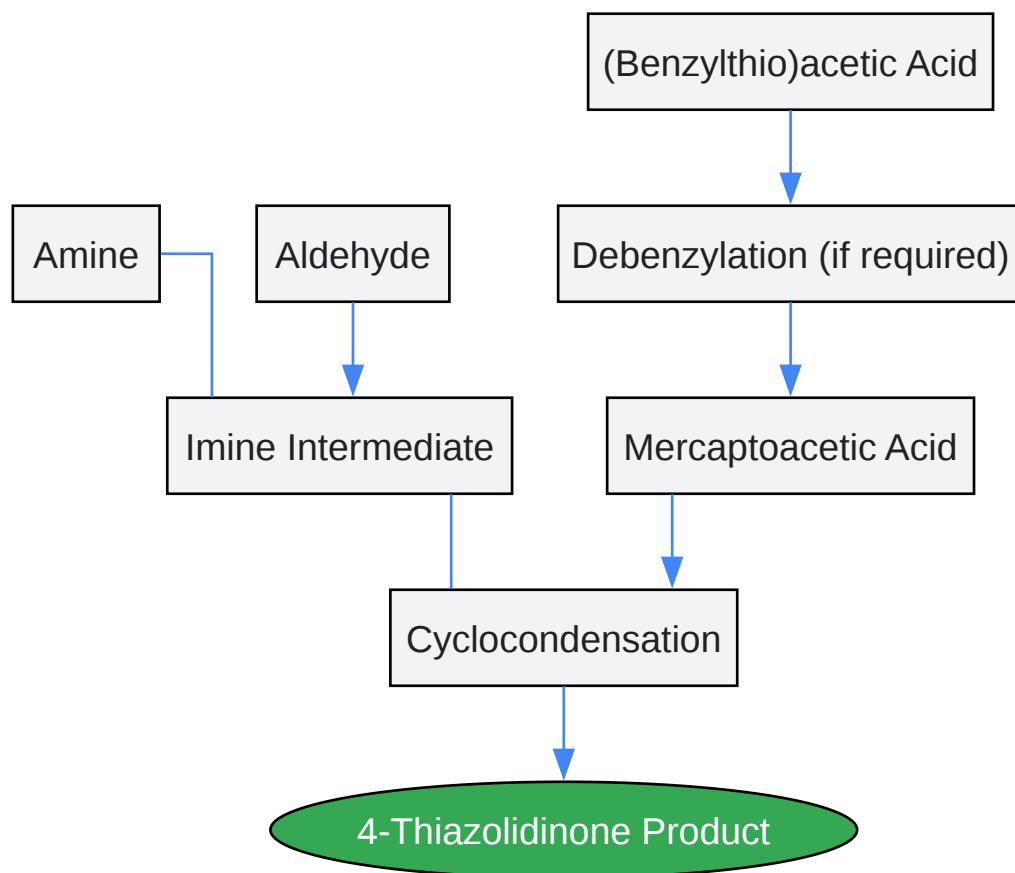 (Benzylthio)acetic Acid
Amine
Aldehyde
Debenzylation (if required)
Imine Intermediate
Mercaptoacetic Acid
Cyclocondensation
4-Thiazolidinone Product